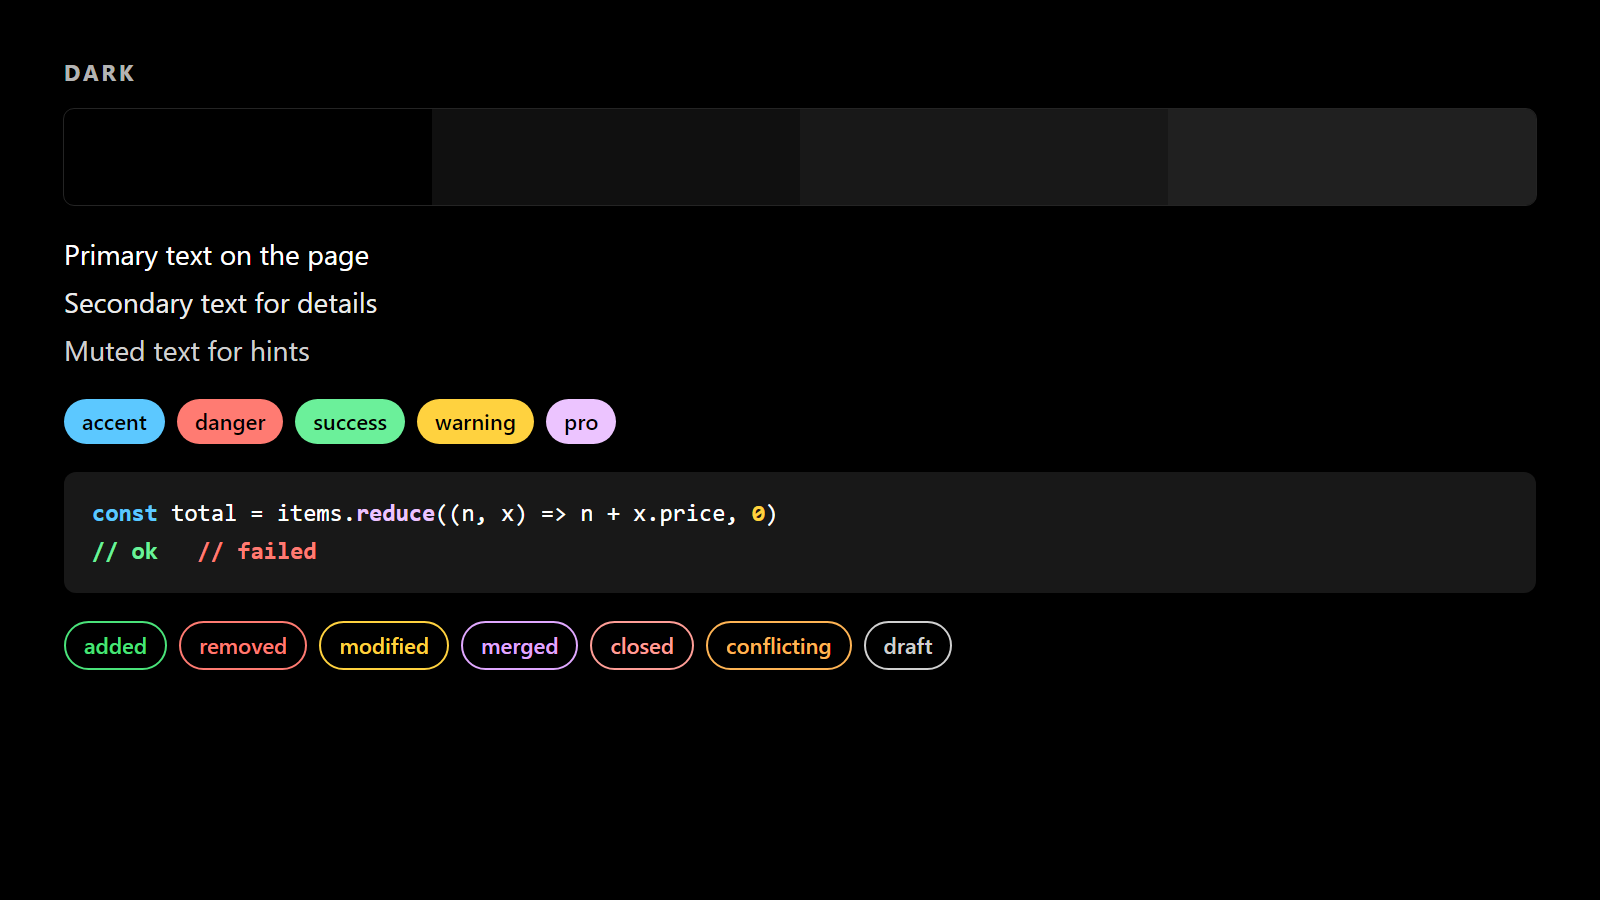 DARK
Primary text on the page
Secondary text for details
Muted text for hints
accent danger success warning pro
const total = items.reduce((n, x) => n + x.price, 0)
// ok   // failed
added removed modified merged closed conflicting draft